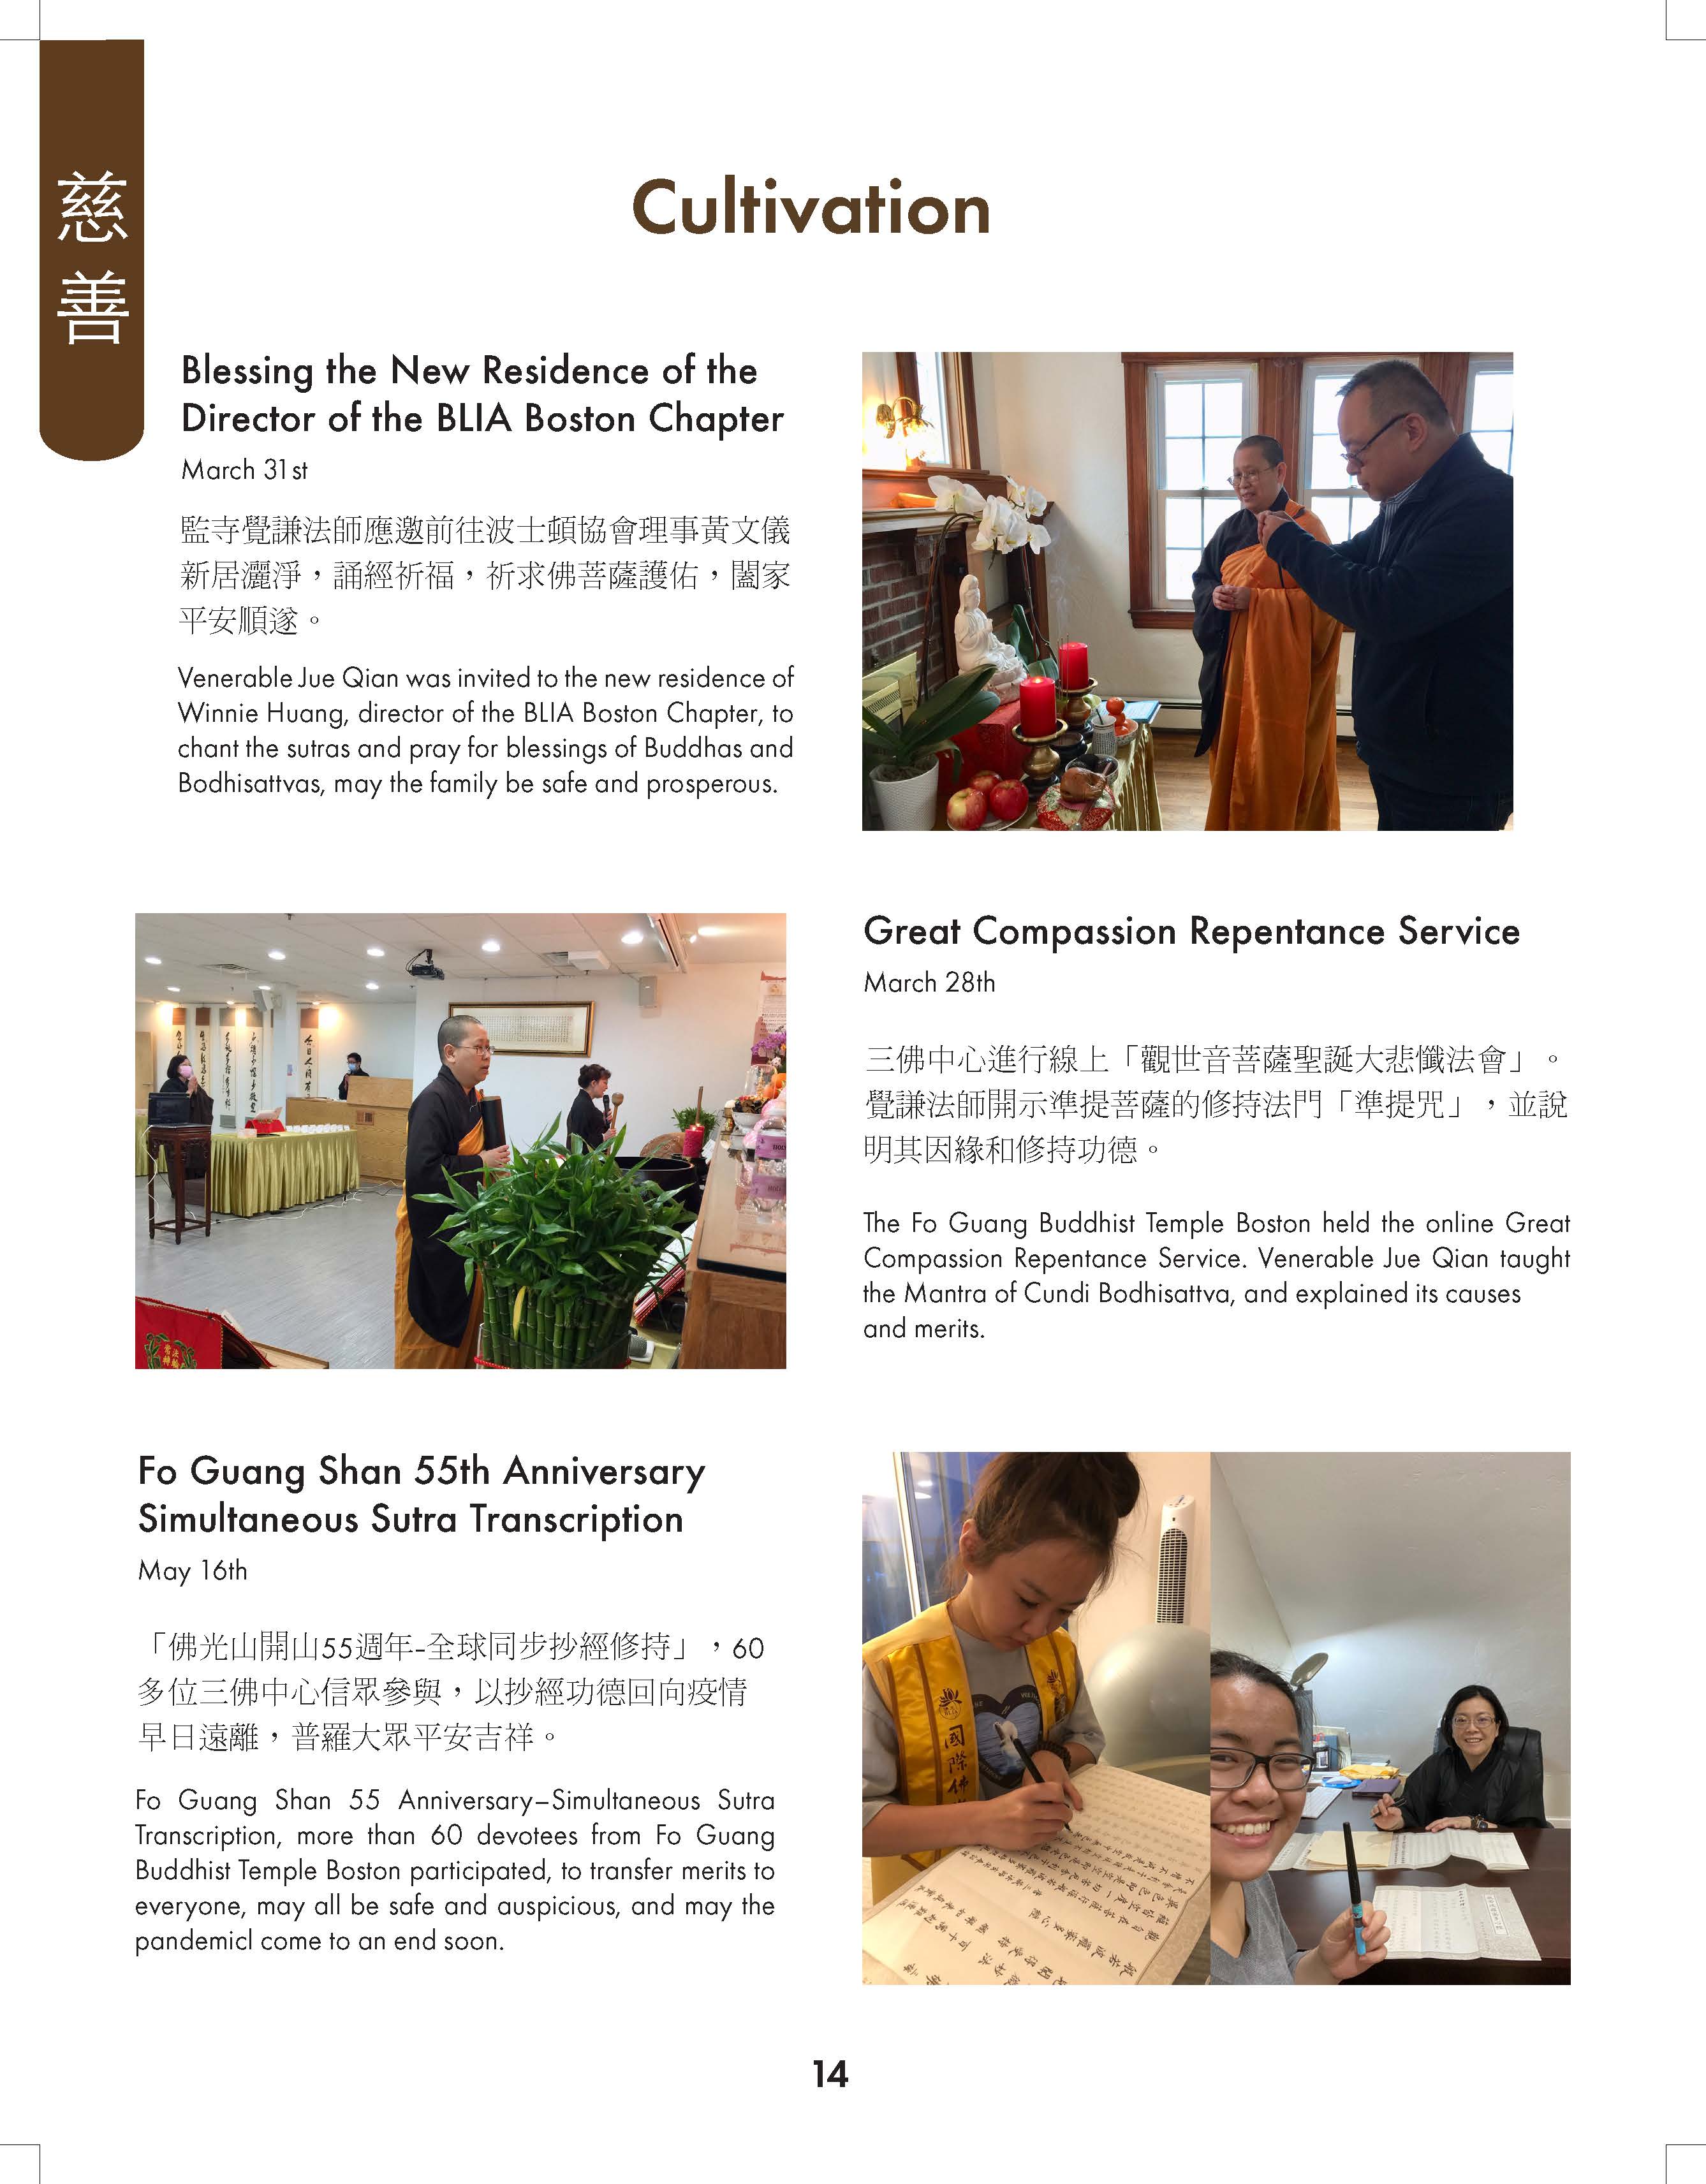 慈
善
Cultivation
Blessing the New Residence of the
Director of the BLIA Boston Chapter
March 31st
監寺覺謙法師應邀前往波士頓協會理事黃文儀
新居灑淨，誦經祈福，祈求佛菩薩護佑，闔家
平安順遂。
Venerable Jue Qian was invited to the new residence of
Winnie Huang, director of the BLIA Boston Chapter, to
chant the sutras and pray for blessings of Buddhas and
Bodhisattvas, may the family be safe and prosperous.
Great Compassion Repentance Service
March 28th
三佛中心進行線上「觀世音菩薩聖誕大悲懺法會」。
覺謙法師開示準提菩薩的修持法門「準提咒」，並說
明其因緣和修持功德。
The Fo Guang Buddhist Temple Boston held the online Great
Compassion Repentance Service. Venerable Jue Qian taught
the Mantra of Cundi Bodhisattva, and explained its causes
and merits.
Fo Guang Shan 55th Anniversary
Simultaneous Sutra Transcription
May 16th
「佛光山開山55週年-全球同步抄經修持」，60
多位三佛中心信眾參與，以抄經功德回向疫情
早日遠離，普羅大眾平安吉祥。
Fo Guang Shan 55 Anniversary–Simultaneous Sutra
Transcription, more than 60 devotees from Fo Guang
Buddhist Temple Boston participated, to transfer merits to
everyone, may all be safe and auspicious, and may the
pandemicl come to an end soon.
國際佛
14